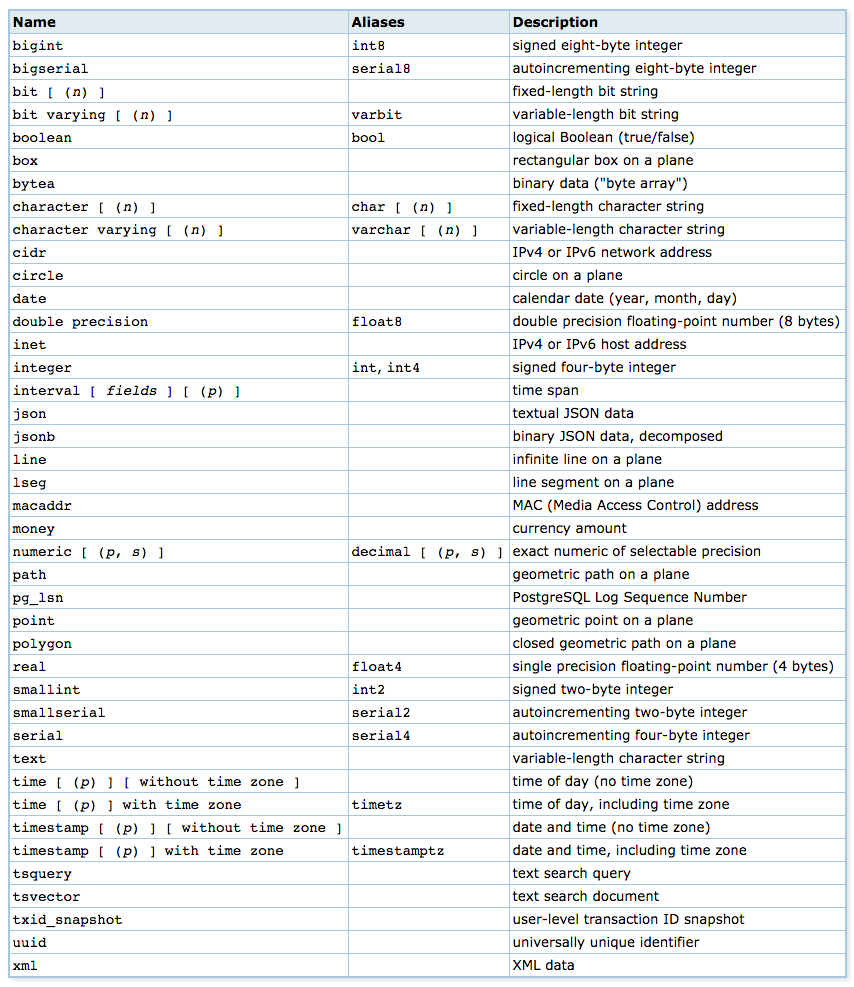 Name Aliases Description
bigint int8 signed eight-byte integer
bigserial serial8 autoincrementing eight-byte integer
bit [ (n) ] fixed-length bit string
bit varying [ (n) ] varbit variable-length bit string
boolean bool logical Boolean (true/false)
box rectangular box on a plane
bytea binary data ("byte array")
character [ (n) ] char [ (n) ] fixed-length character string
character varying [ (n) ] varchar [ (n) ] variable-length character string
cidr IPv4 or IPv6 network address
circle circle on a plane
date calendar date (year, month, day)
double precision float8 double precision floating-point number (8 bytes)
inet IPv4 or IPv6 host address
integer int, int4 signed four-byte integer
interval [ fields ] [ (p) ] time span
json textual JSON data
jsonb binary JSON data, decomposed
line infinite line on a plane
lseg line segment on a plane
macaddr MAC (Media Access Control) address
money currency amount
numeric [ (p, s) ] decimal [ (p, s) ] exact numeric of selectable precision
path geometric path on a plane
pg_lsn PostgreSQL Log Sequence Number
point geometric point on a plane
polygon closed geometric path on a plane
real float4 single precision floating-point number (4 bytes)
smallint int2 signed two-byte integer
smallserial serial2 autoincrementing two-byte integer
serial serial4 autoincrementing four-byte integer
text variable-length character string
time [ (p) ] [ without time zone ] time of day (no time zone)
time [ (p) ] with time zone timetz time of day, including time zone
timestamp [ (p) ] [ without time zone ] date and time (no time zone)
timestamp [ (p) ] with time zone timestamptz date and time, including time zone
tsquery text search query
tsvector text search document
txid_snapshot user-level transaction ID snapshot
uuid universally unique identifier
xml XML data